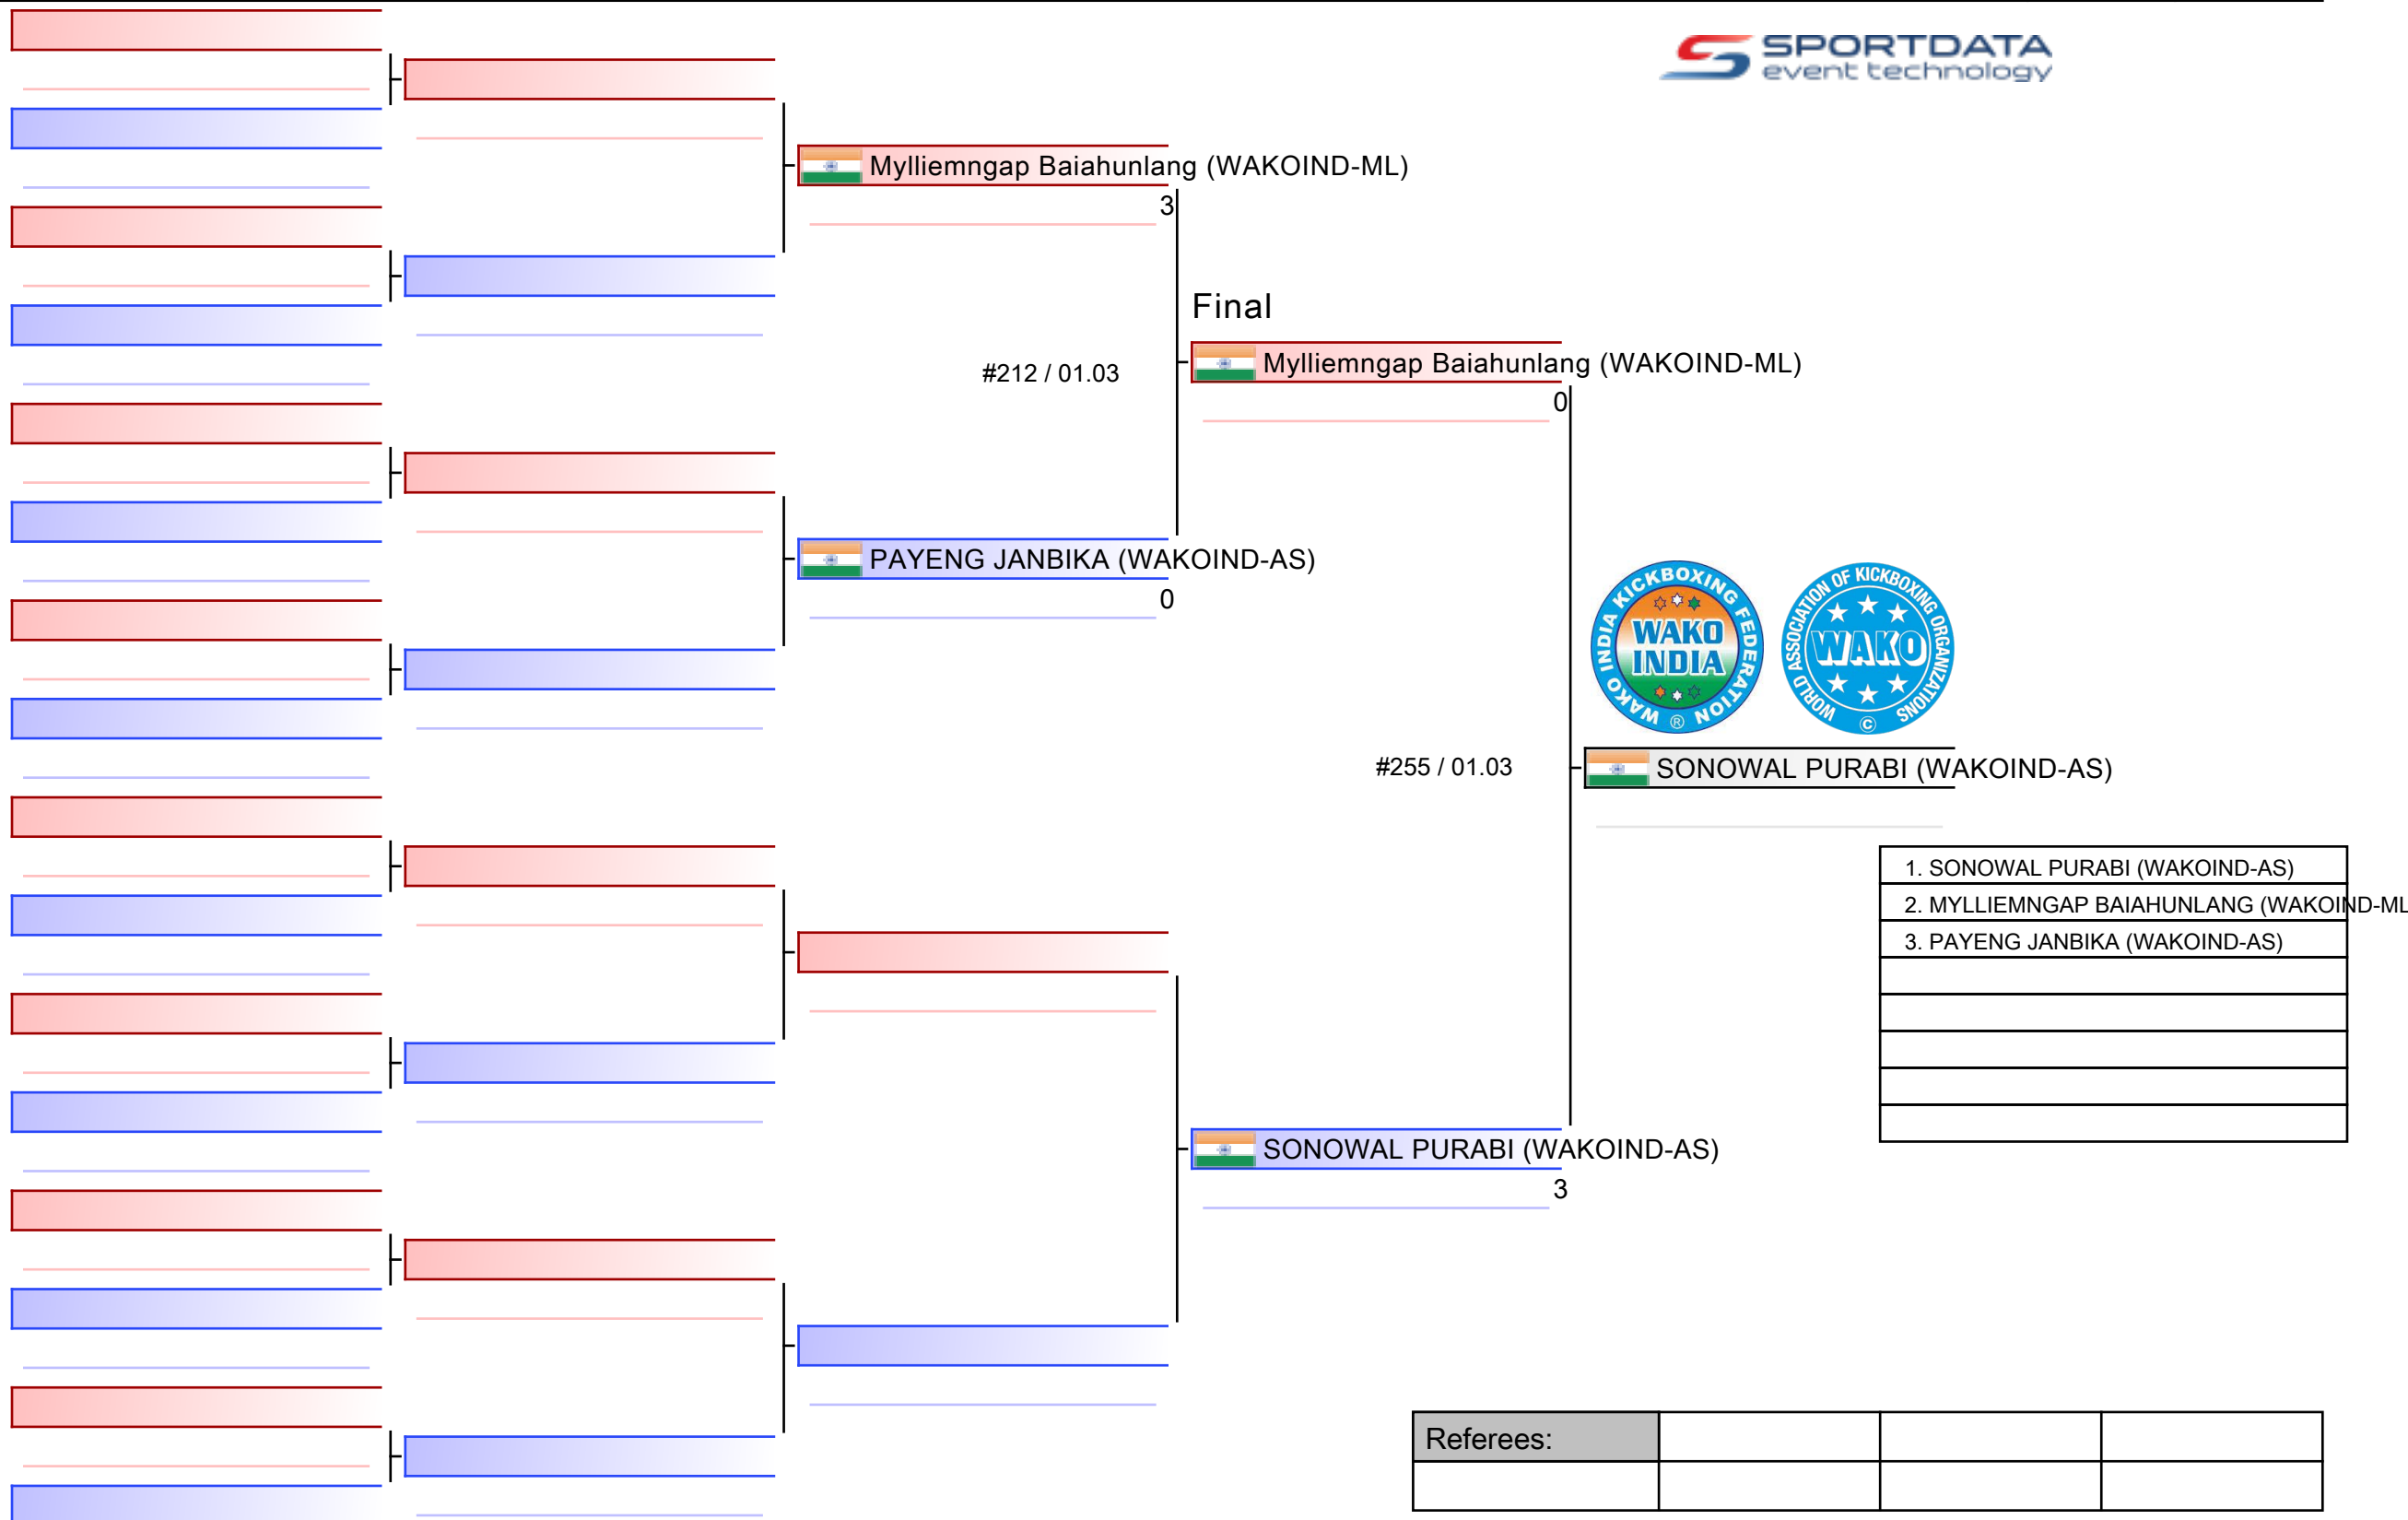 SPORTDATA
event technology
Mylliemngap Baiahunlang (WAKOIND-ML)
3
Final
#212 / 01.03
Mylliemngap Baiahunlang (WAKOIND-ML)
0
PAYENG JANBIKA (WAKOIND-AS)
0
WAKO INDIA KICKBOXING FEDERATION
WAKO
INDIA
®
WORLD ASSOCIATION OF KICKBOXING ORGANIZATIONS
WAKO
©
#255 / 01.03
SONOWAL PURABI (WAKOIND-AS)
1. SONOWAL PURABI (WAKOIND-AS)
2. MYLLIEMNGAP BAIAHUNLANG (WAKOIND-ML
3. PAYENG JANBIKA (WAKOIND-AS)
SONOWAL PURABI (WAKOIND-AS)
3
Referees: